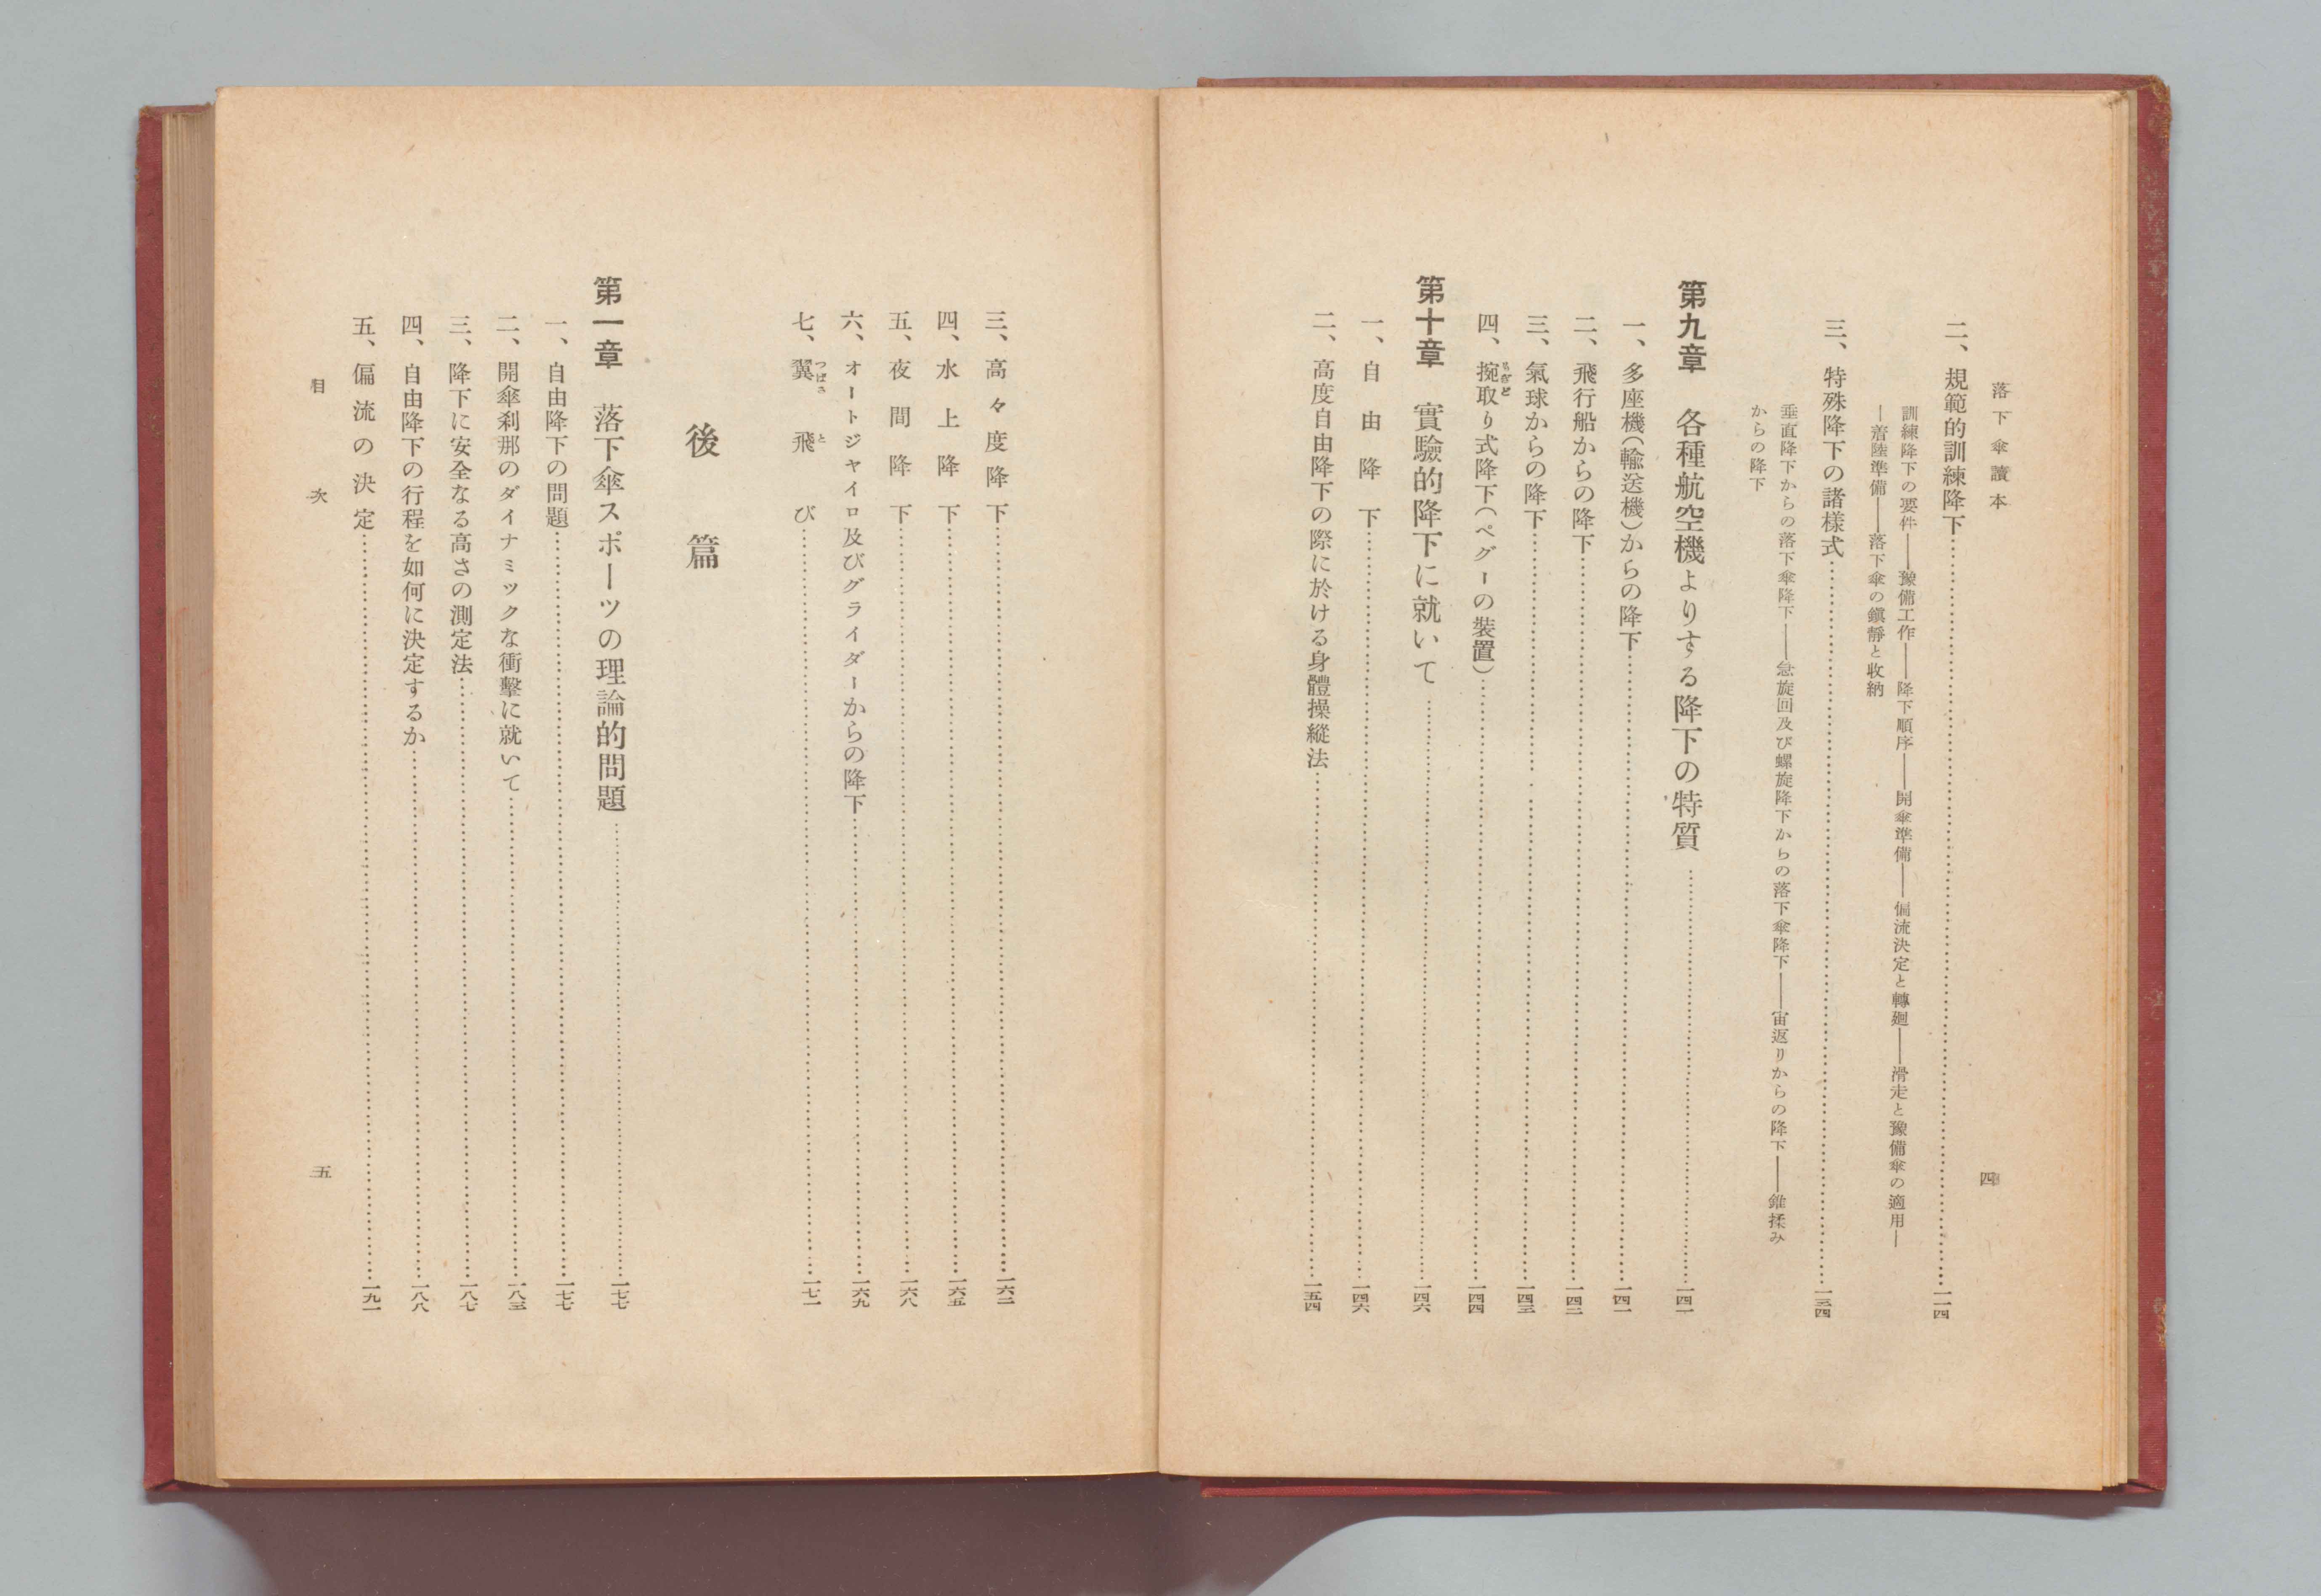 落下傘讀本
四
二、規範的訓練降下……一一四
訓練降下の要件——豫備工作——降下順序——開傘準備——偏流決定と轉廻——滑走と豫備傘の適用—
—着陸準備——落下傘の鎭靜と收納
三、特殊降下の諸樣式……一三四
垂直降下からの落下傘降下——急旋回及び螺旋降下からの落下傘降下——宙返りからの降下——錐揉み
からの降下
第九章 各種航空機よりする降下の特質……一四一
一、多座機(輸送機)からの降下……一四一
二、飛行船からの降下……一四二
三、氣球からの降下……一四三
四、捥取り式降下(ペグーの裝置)……一四四
第十章 實驗的降下に就いて……一四六
一、自由降下……一四六
二、高度自由降下の際に於ける身體操縱法……一五四
三、高々度降下……一六二
四、水上降下……一六五
五、夜間降下……一六八
六、オートジャイロ及びグライダーからの降下……一六九
七、翼飛び……一七一
つばさ と
後篇
第一章 落下傘スポーツの理論的問題……一七七
一、自由降下の問題……一七七
二、開傘刹那のダイナミックな衝擊に就いて……一八三
三、降下に安全なる高さの測定法……一八七
四、自由降下の行程を如何に決定するか……一八八
五、偏流の決定……一九一
目次
五